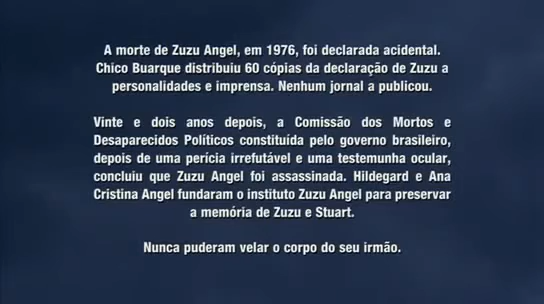 A morte de Zuzu Angel, em 1976, foi declarada acidental.
Chico Buarque distribuiu 60 cópias da declaração de Zuzu a
personalidades e imprensa. Nenhum jornal a publicou.
Vinte e dois anos depois, a Comissão dos Mortos e
Desaparecidos Políticos constituída pelo governo brasileiro,
depois de uma perícia irrefutável e uma testemunha ocular,
concluiu que Zuzu Angel foi assassinada. Hildegard e Ana
Cristina Angel fundaram o instituto Zuzu Angel para preservar
a memória de Zuzu e Stuart.
Nunca puderam velar o corpo do seu irmão.